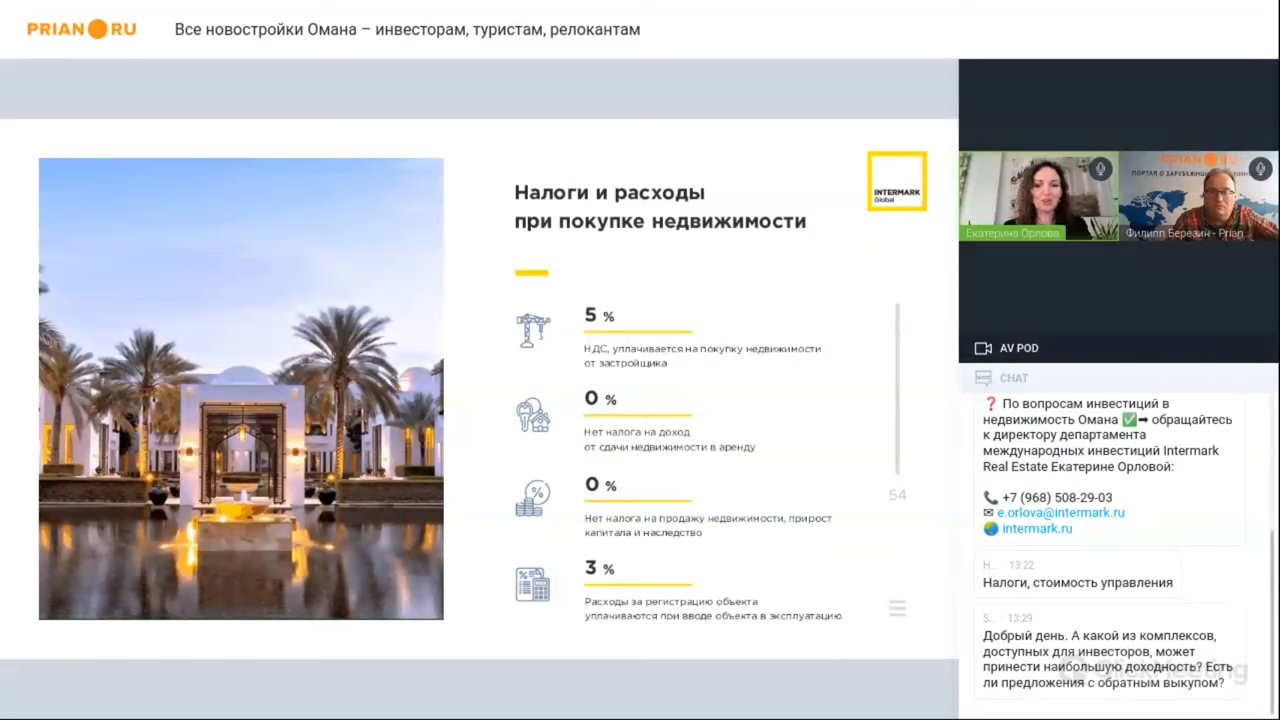 PRIAN RU
Все новостройки Омана – инвесторам, туристам, релокантам
Налоги и расходы
при покупке недвижимости
INTERMARK
Global
5 %
НДС, уплачивается на покупку недвижимости
от застройщика
0 %
Нет налога на доход
от сдачи недвижимости в аренду
0 %
Нет налога на продажу недвижимости, прирост
капитала и наследство
3 %
Расходы за регистрацию объекта
уплачиваются при вводе объекта в эксплуатацию
54
PRIAN RU
ПОРТАЛ О ЗАРУБЕЖНОЙ
Екатерина Орлова
Филипп Березин - Prian ...
AV POD
CHAT
❓ По вопросам инвестиций в
недвижимость Омана ✅➡ обращайтесь
к директору департамента
международных инвестиций Intermark
Real Estate Екатерине Орловой:
📞 +7 (968) 508-29-03
✉ e.orlova@intermark.ru
🌏 intermark.ru
Н... · 13:22
Налоги, стоимость управления
S... · 13:29
Добрый день. А какой из комплексов,
доступных для инвесторов, может
принести наибольшую доходность? Есть
ли предложения с обратным выкупом?
ClickMeeting